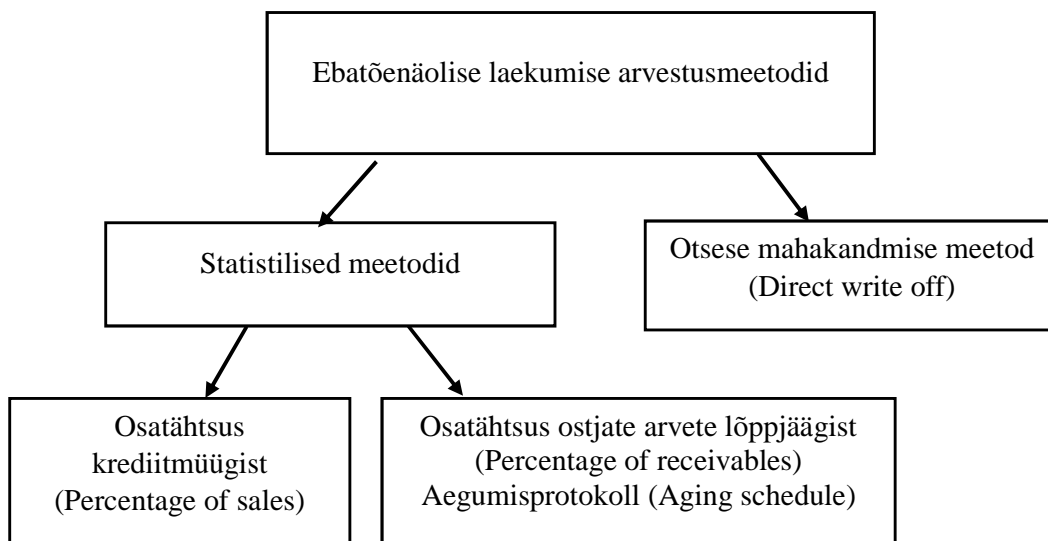 Ebatõenäolise laekumise arvestusmeetodid
Statistilised meetodid
Otsese mahakandmise meetod
(Direct write off)
Osatähtsus
krediitmüügist
(Percentage of sales)
Osatähtsus ostjate arvete lõppjäägist
(Percentage of receivables)
Aegumisprotokoll (Aging schedule)